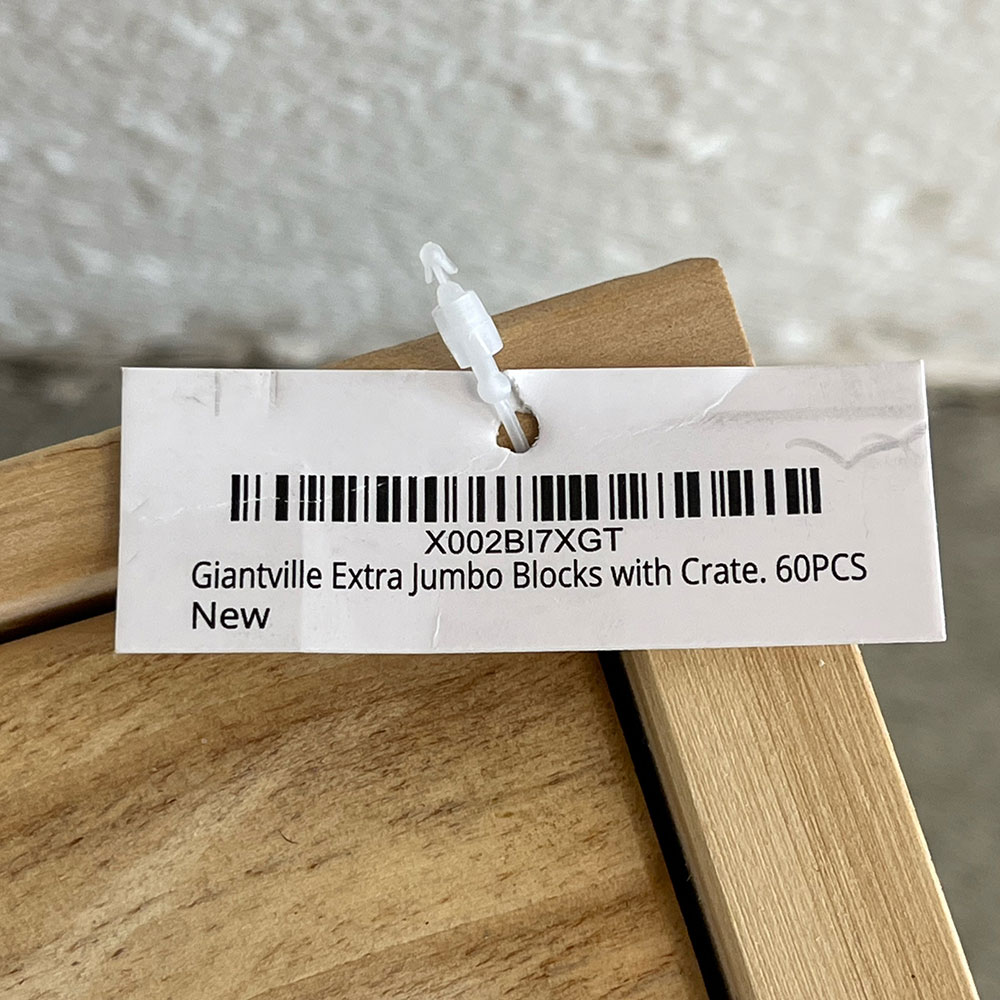 X002BI7XGT
Giantville Extra Jumbo Blocks with Crate. 60PCS
New